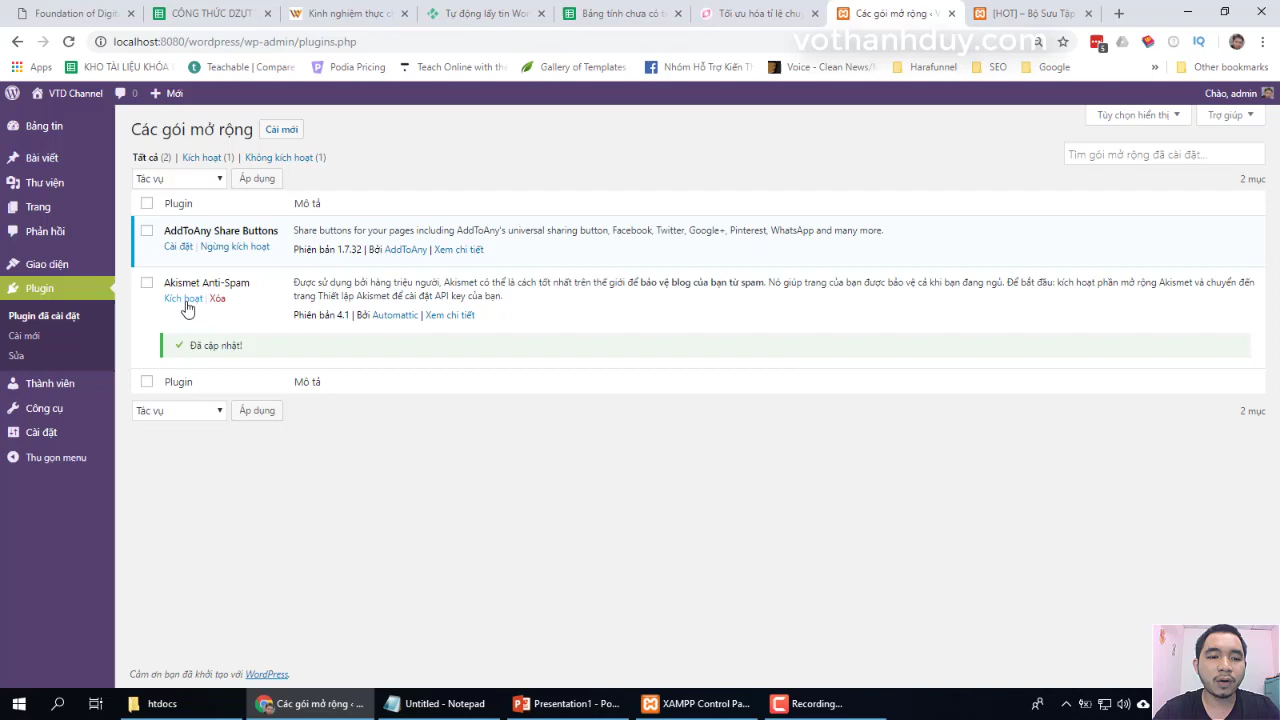 Foundation of Digita
CÔNG THỨC DZỰT
Kinh nghiệm thực c
Tự động lấy tin Wor
Bảng tính chưa có t
Tối ưu hóa tỉ lệ chu
Các gói mở rộng ‹ V
[HOT] – Bộ Sưu Tập
localhost:8080/wordpress/wp-admin/plugins.php
vothanhduy.com
5
Apps
KHO TÀI LIỆU KHÓA
Teachable | Compare
Podia Pricing
Teach Online with the
Gallery of Templates
Nhóm Hỗ Trợ Kiến T
Voice - Clean News/
Harafunnel
SEO
Google
»
Other bookmarks
VTD Channel
0
Mới
Chào, admin
Bảng tin
Bài viết
Thư viện
Trang
Phản hồi
Giao diện
Plugin
Plugin đã cài đặt
Cài mới
Sửa
Thành viên
Công cụ
Cài đặt
Thu gọn menu
Tùy chọn hiển thị
Trợ giúp
Các gói mở rộng
Cài mới
Tất cả (2) | Kích hoạt (1) | Không kích hoạt (1)
Tìm gói mở rộng đã cài đặt...
Tác vụ
Áp dụng
2 mục
Plugin
Mô tả
AddToAny Share Buttons
Share buttons for your pages including AddToAny's universal sharing button, Facebook, Twitter, Google+, Pinterest, WhatsApp and many more.
Cài đặt | Ngừng kích hoạt
Phiên bản 1.7.32 | Bởi AddToAny | Xem chi tiết
Akismet Anti-Spam
Được sử dụng bởi hàng triệu người, Akismet có thể là cách tốt nhất trên thế giới để bảo vệ blog của bạn từ spam. Nó giúp trang của bạn được bảo vệ cả khi bạn đang ngủ. Để bắt đầu: kích hoạt phần mở rộng Akismet và chuyển đến
Kích hoạt | Xóa
trang Thiết lập Akismet để cài đặt API key của bạn.
Phiên bản 4.1 | Bởi Automattic | Xem chi tiết
Đã cập nhật!
Plugin
Mô tả
Tác vụ
Áp dụng
2 mục
Cảm ơn bạn đã khởi tạo với WordPress.
htdocs
Các gói mở rộng ‹ ...
Untitled - Notepad
Presentation1 - Po...
XAMPP Control Pa...
Recording...